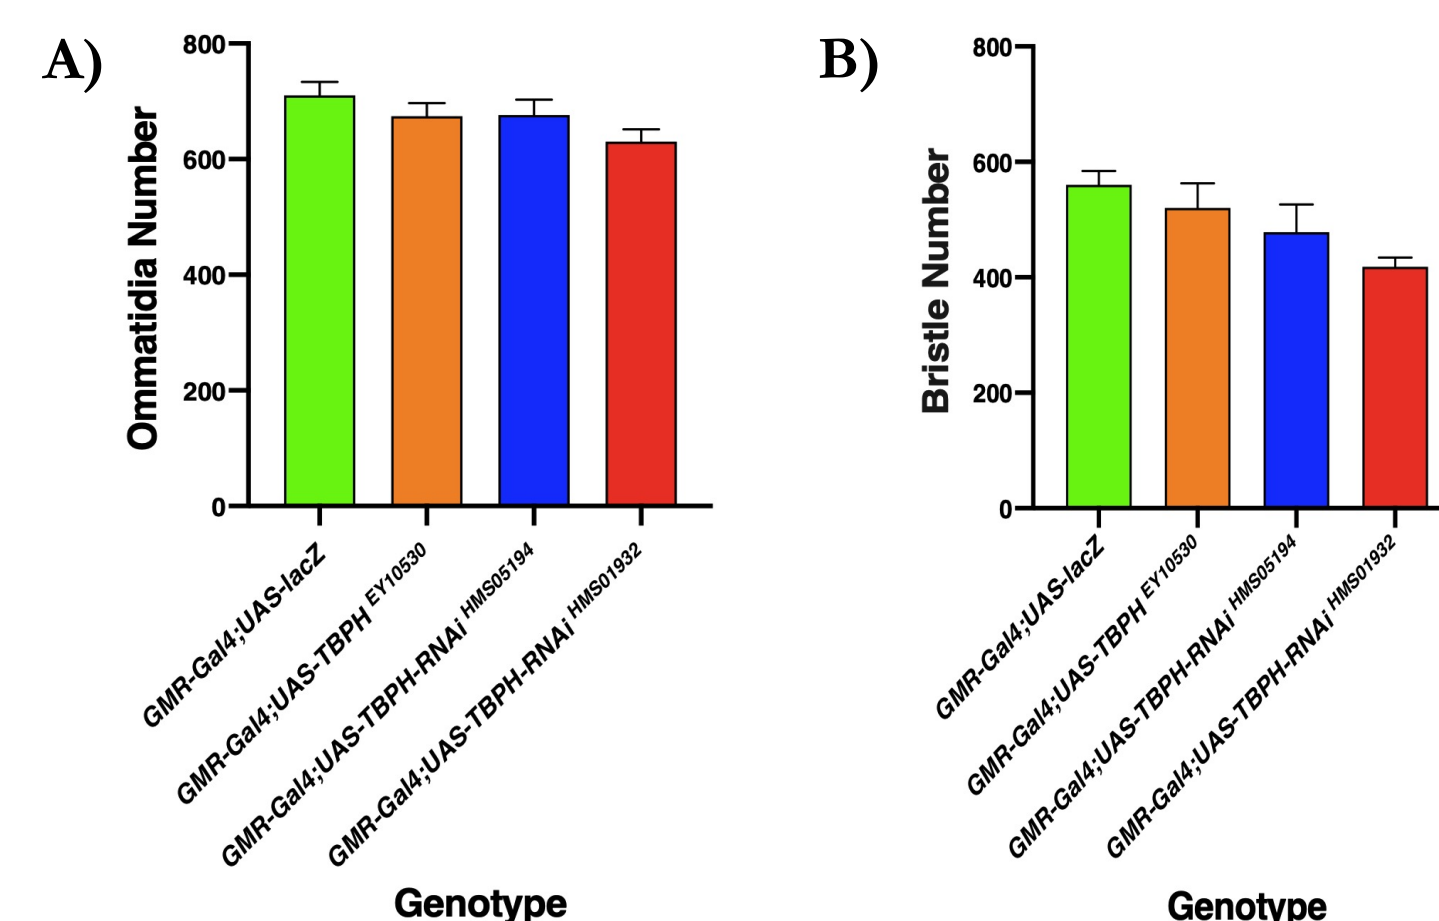 A)
Ommatidia Number
800
600
400
200
0
GMR-Gal4;UAS-lacZ
GMR-Gal4;UAS-TBPH EY10530
GMR-Gal4;UAS-TBPH-RNAi HMS05194
GMR-Gal4;UAS-TBPH-RNAi HMS01932
Genotype
B)
Bristle Number
800
600
400
200
0
GMR-Gal4;UAS-lacZ
GMR-Gal4;UAS-TBPH EY10530
GMR-Gal4;UAS-TBPH-RNAi HMS05194
GMR-Gal4;UAS-TBPH-RNAi HMS01932
Genotype